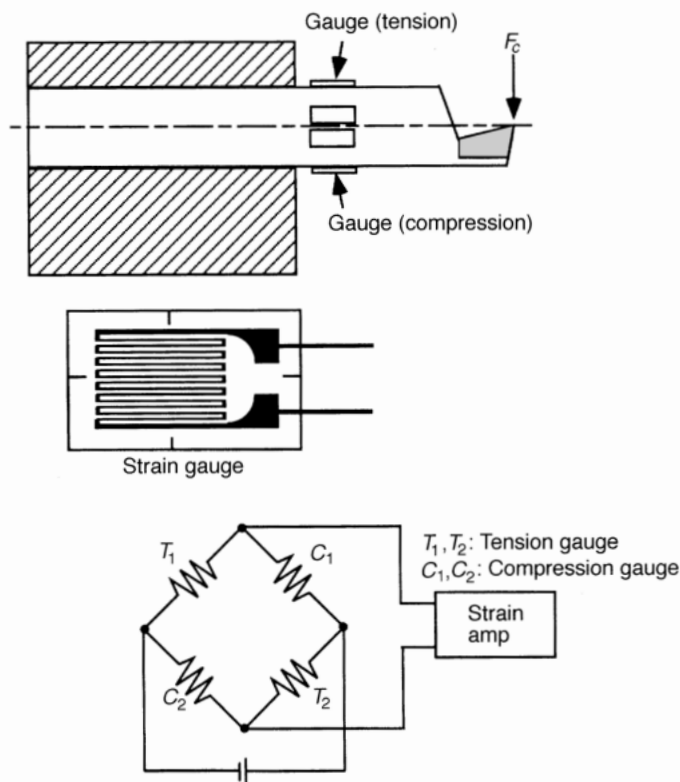 Gauge (tension)
F_c
Gauge (compression)
Strain gauge
T_1
C_1
T_1, T_2: Tension gauge
C_1, C_2: Compression gauge
Strain
amp
C_2
T_2